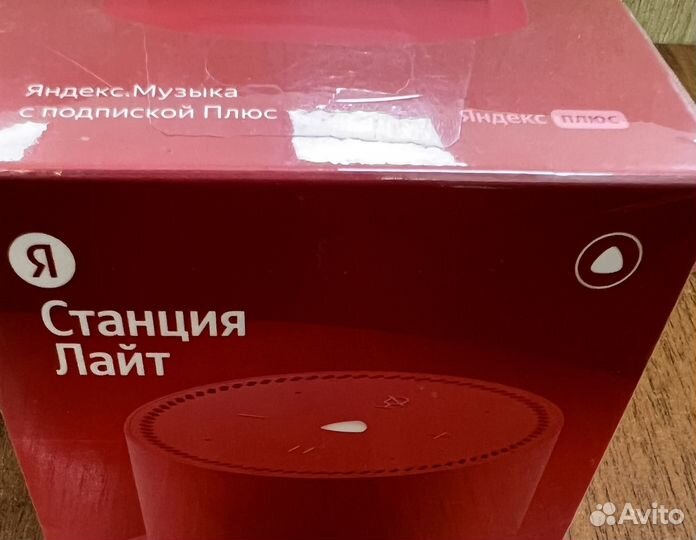 Яндекс.Музыка
с подпиской Плюс
Яндекс плюс
Я
Станция
Лайт
Avito